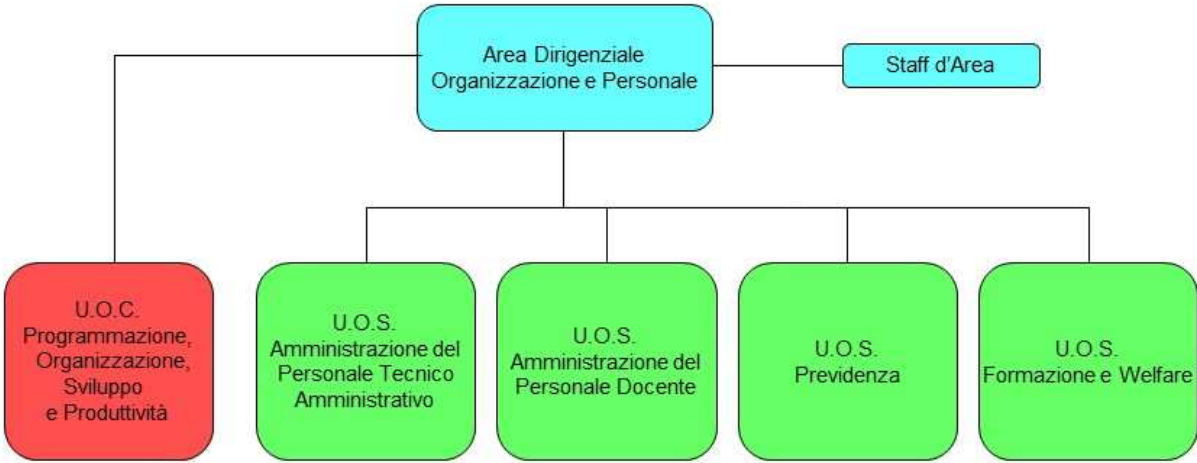 Area Dirigenziale
Organizzazione e Personale
Staff d'Area
U.O.C.
Programmazione,
Organizzazione,
Sviluppo
e Produttività
U.O.S.
Amministrazione del
Personale Tecnico
Amministrativo
U.O.S.
Amministrazione del
Personale Docente
U.O.S.
Previdenza
U.O.S.
Formazione e Welfare